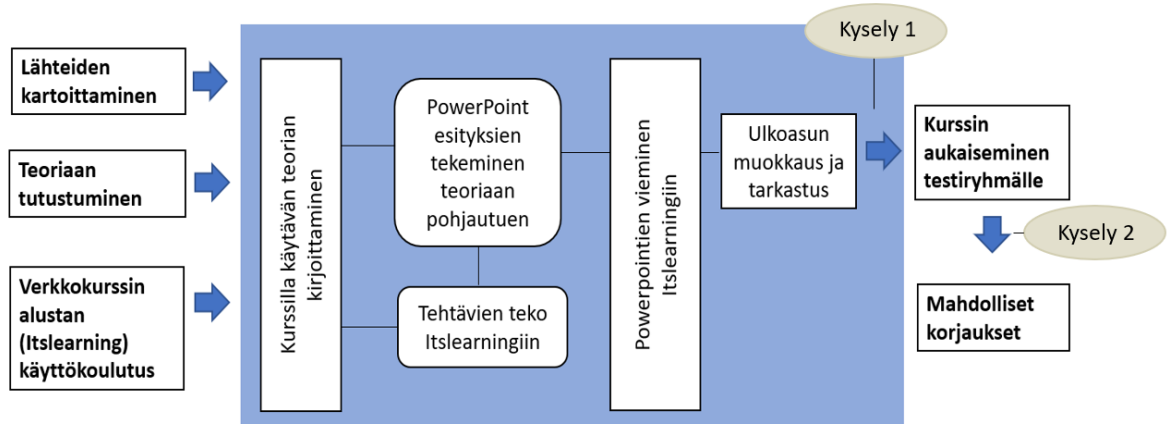 Lähteiden
kartoittaminen
Teoriaan
tutustuminen
Verkkokurssin
alustan
(Itslearning)
käyttökoulutus
Kurssilla käytävän teorian
kirjoittaminen
PowerPoint
esityksien
tekeminen
teoriaan
pohjautuen
Tehtävien teko
Itslearningiin
Powerpointien vieminen
Itslearningiin
Ulkoasun
muokkaus ja
tarkastus
Kysely 1
Kurssin
aukaiseminen
testiryhmälle
Kysely 2
Mahdolliset
korjaukset